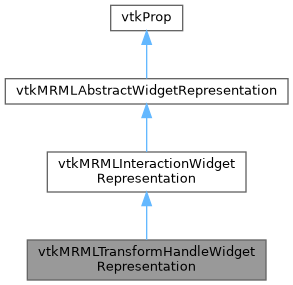 vtkProp
vtkMRMLAbstractWidgetRepresentation
vtkMRMLInteractionWidget
Representation
vtkMRMLTransformHandleWidget
Representation